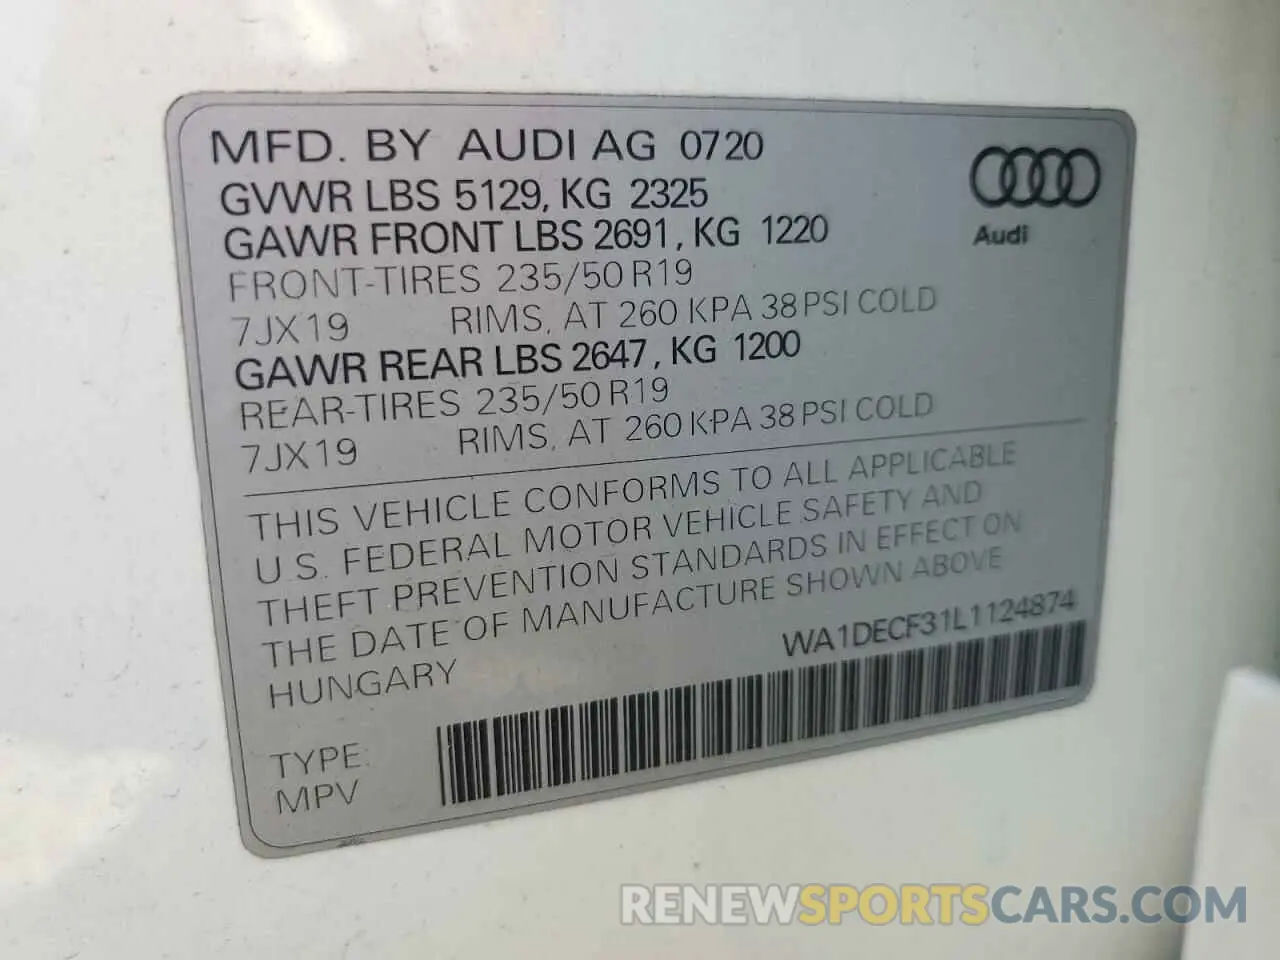 MFD. BY AUDI AG 0720
GVWR LBS 5129, KG 2325
GAWR FRONT LBS 2691, KG 1220
FRONT-TIRES 235/50 R19
7JX19 RIMS, AT 260 KPA 38 PSI COLD
GAWR REAR LBS 2647, KG 1200
REAR-TIRES 235/50 R19
7JX19 RIMS, AT 260 KPA 38 PSI COLD
Audi
THIS VEHICLE CONFORMS TO ALL APPLICABLE
U.S. FEDERAL MOTOR VEHICLE SAFETY AND
THEFT PREVENTION STANDARDS IN EFFECT ON
THE DATE OF MANUFACTURE SHOWN ABOVE
HUNGARY
WA1DECF31L1124874
TYPE:
MPV
RENEWSPORTSCARS.COM